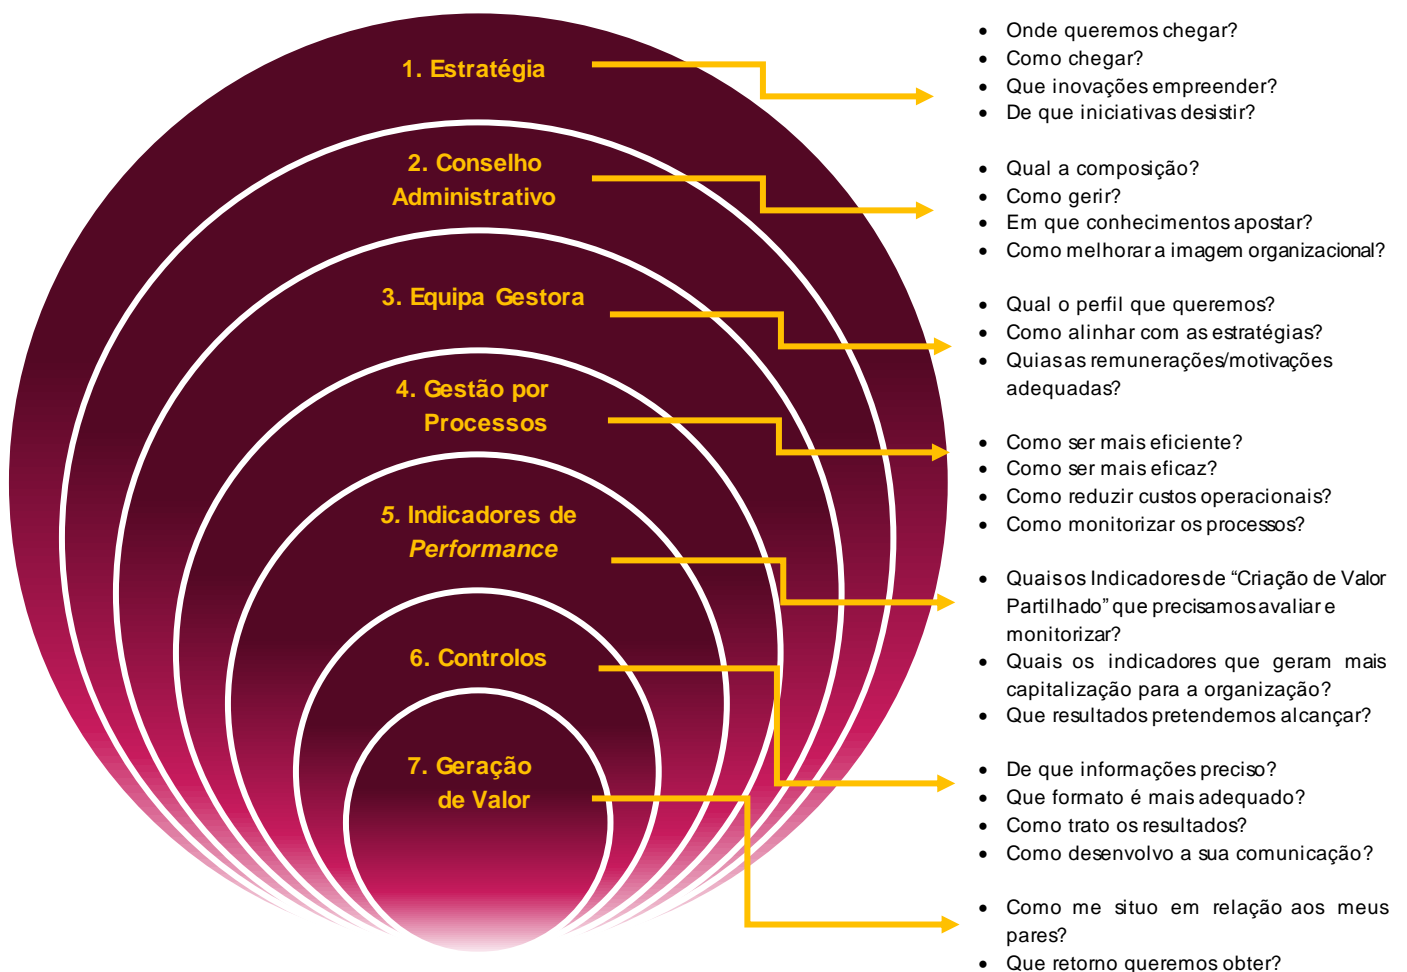 1. Estratégia
2. Conselho
Administrativo
3. Equipa Gestora
4. Gestão por
Processos
5. Indicadores de
Performance
6. Controlos
7. Geração
de Valor
• Onde queremos chegar?
• Como chegar?
• Que inovações empreender?
• De que iniciativas desistir?
• Qual a composição?
• Como gerir?
• Em que conhecimentos apostar?
• Como melhorar a imagem organizacional?
• Qual o perfil que queremos?
• Como alinhar com as estratégias?
• Quias as remunerações/motivações
adequadas?
• Como ser mais eficiente?
• Como ser mais eficaz?
• Como reduzir custos operacionais?
• Como monitorizar os processos?
• Quais os Indicadores de “Criação de Valor
Partilhado” que precisamos avaliar e
monitorizar?
• Quais os indicadores que geram mais
capitalização para a organização?
• Que resultados pretendemos alcançar?
• De que informações preciso?
• Que formato é mais adequado?
• Como trato os resultados?
• Como desenvolvo a sua comunicação?
• Como me situo em relação aos meus
pares?
• Que retorno queremos obter?